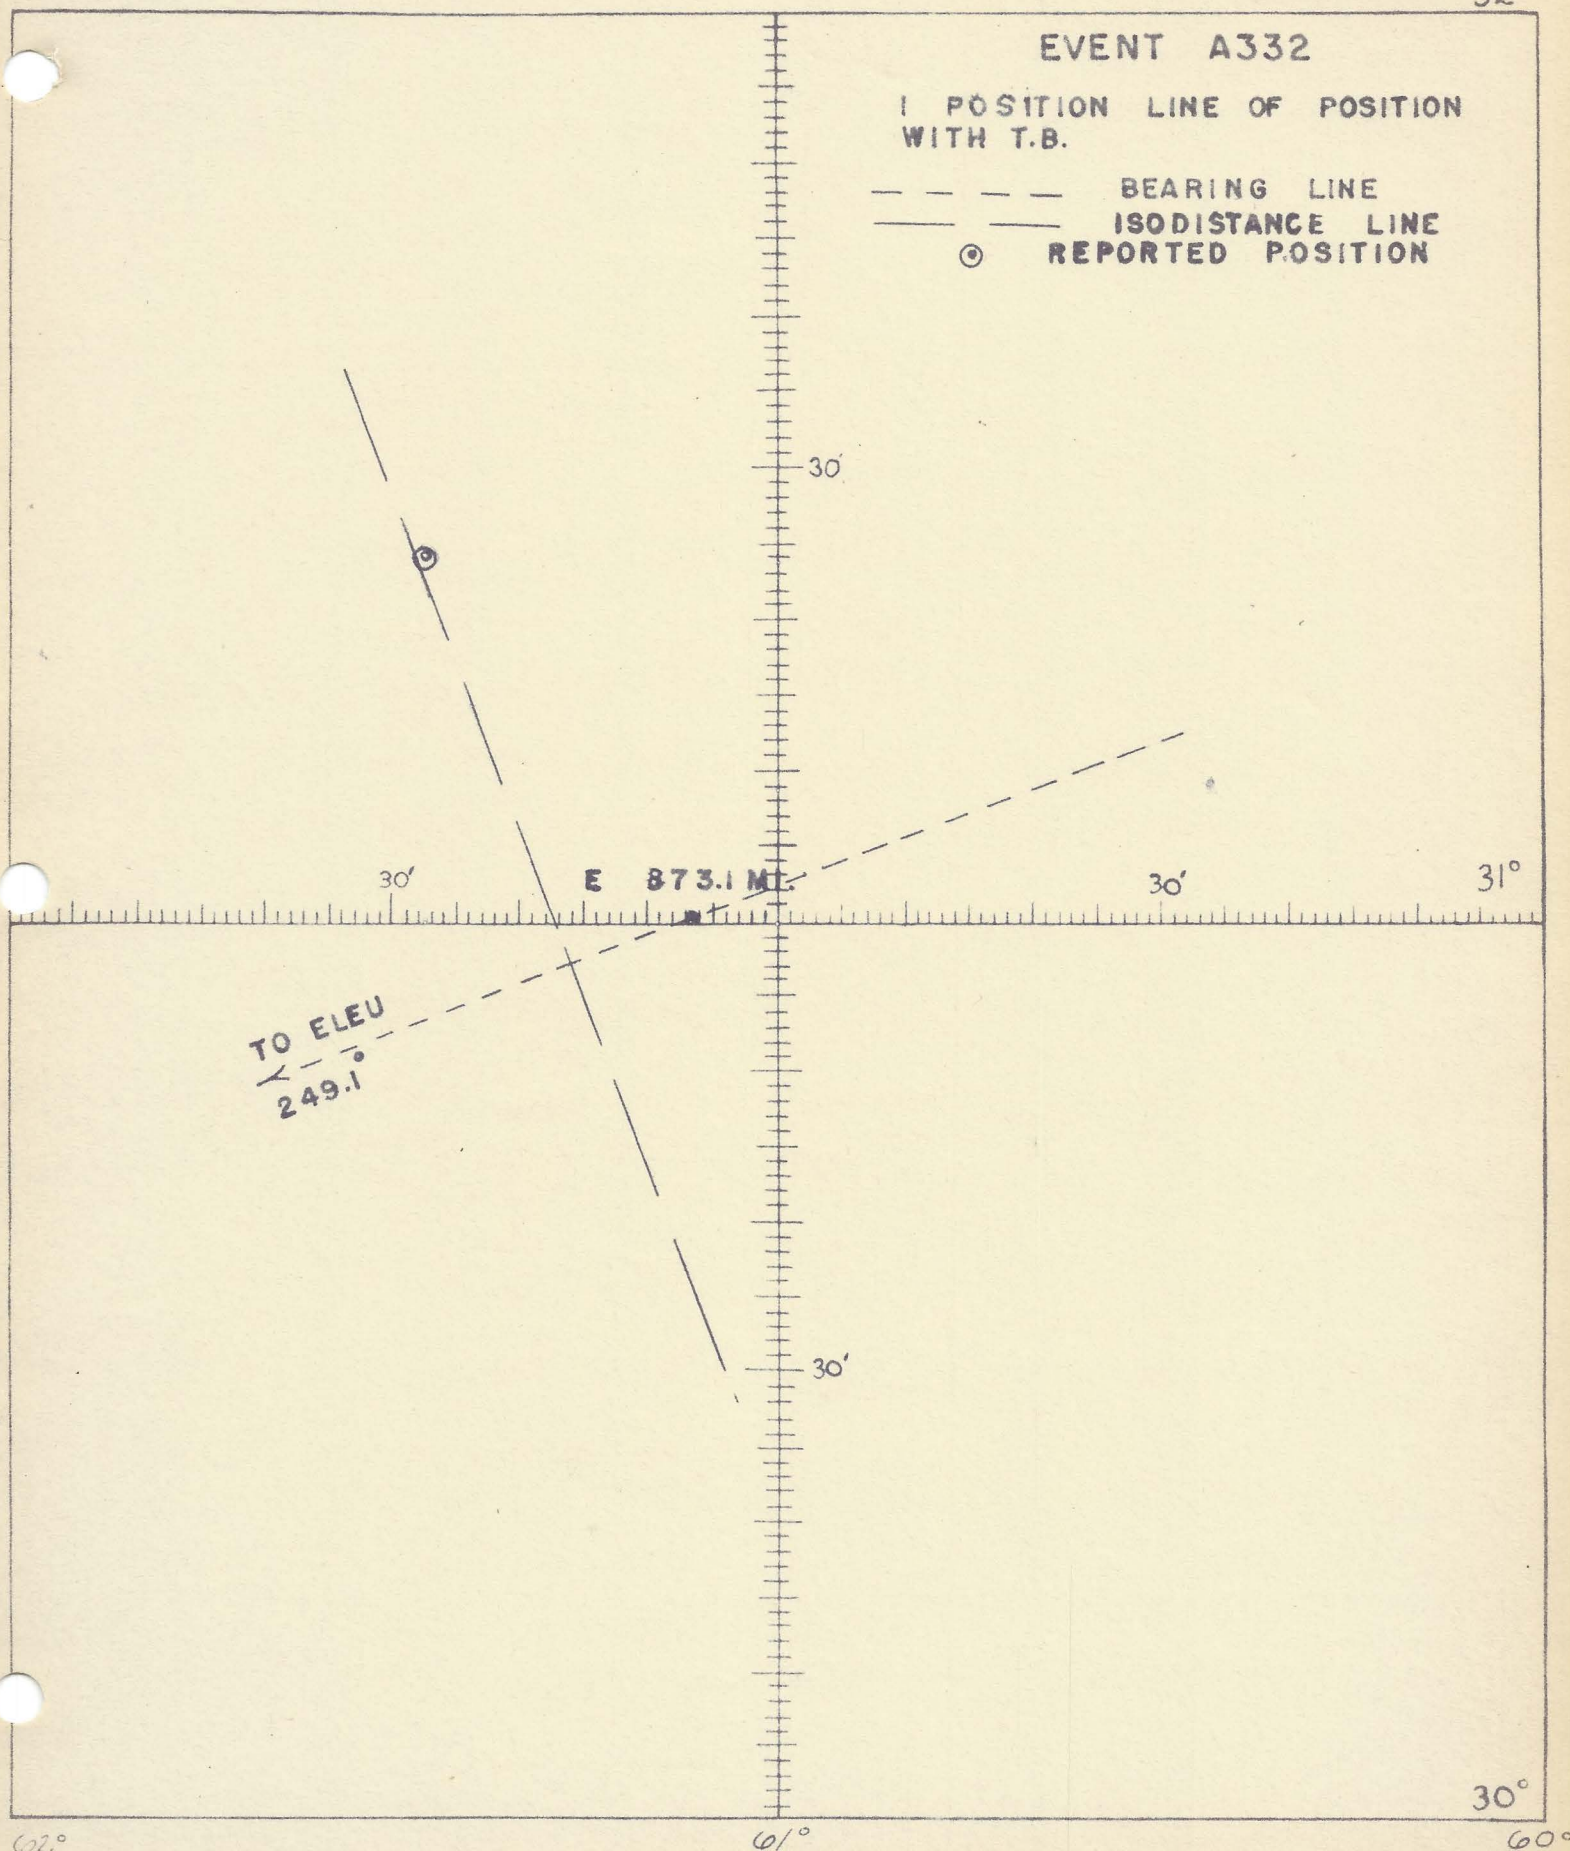 EVENT A332
1 POSITION LINE OF POSITION
WITH T.B.
BEARING LINE
ISODISTANCE LINE
REPORTED POSITION
30'
30'
E 873.1 MI.
30'
31°
TO ELEU
249.1°
30'
30°
62°
61°
60°